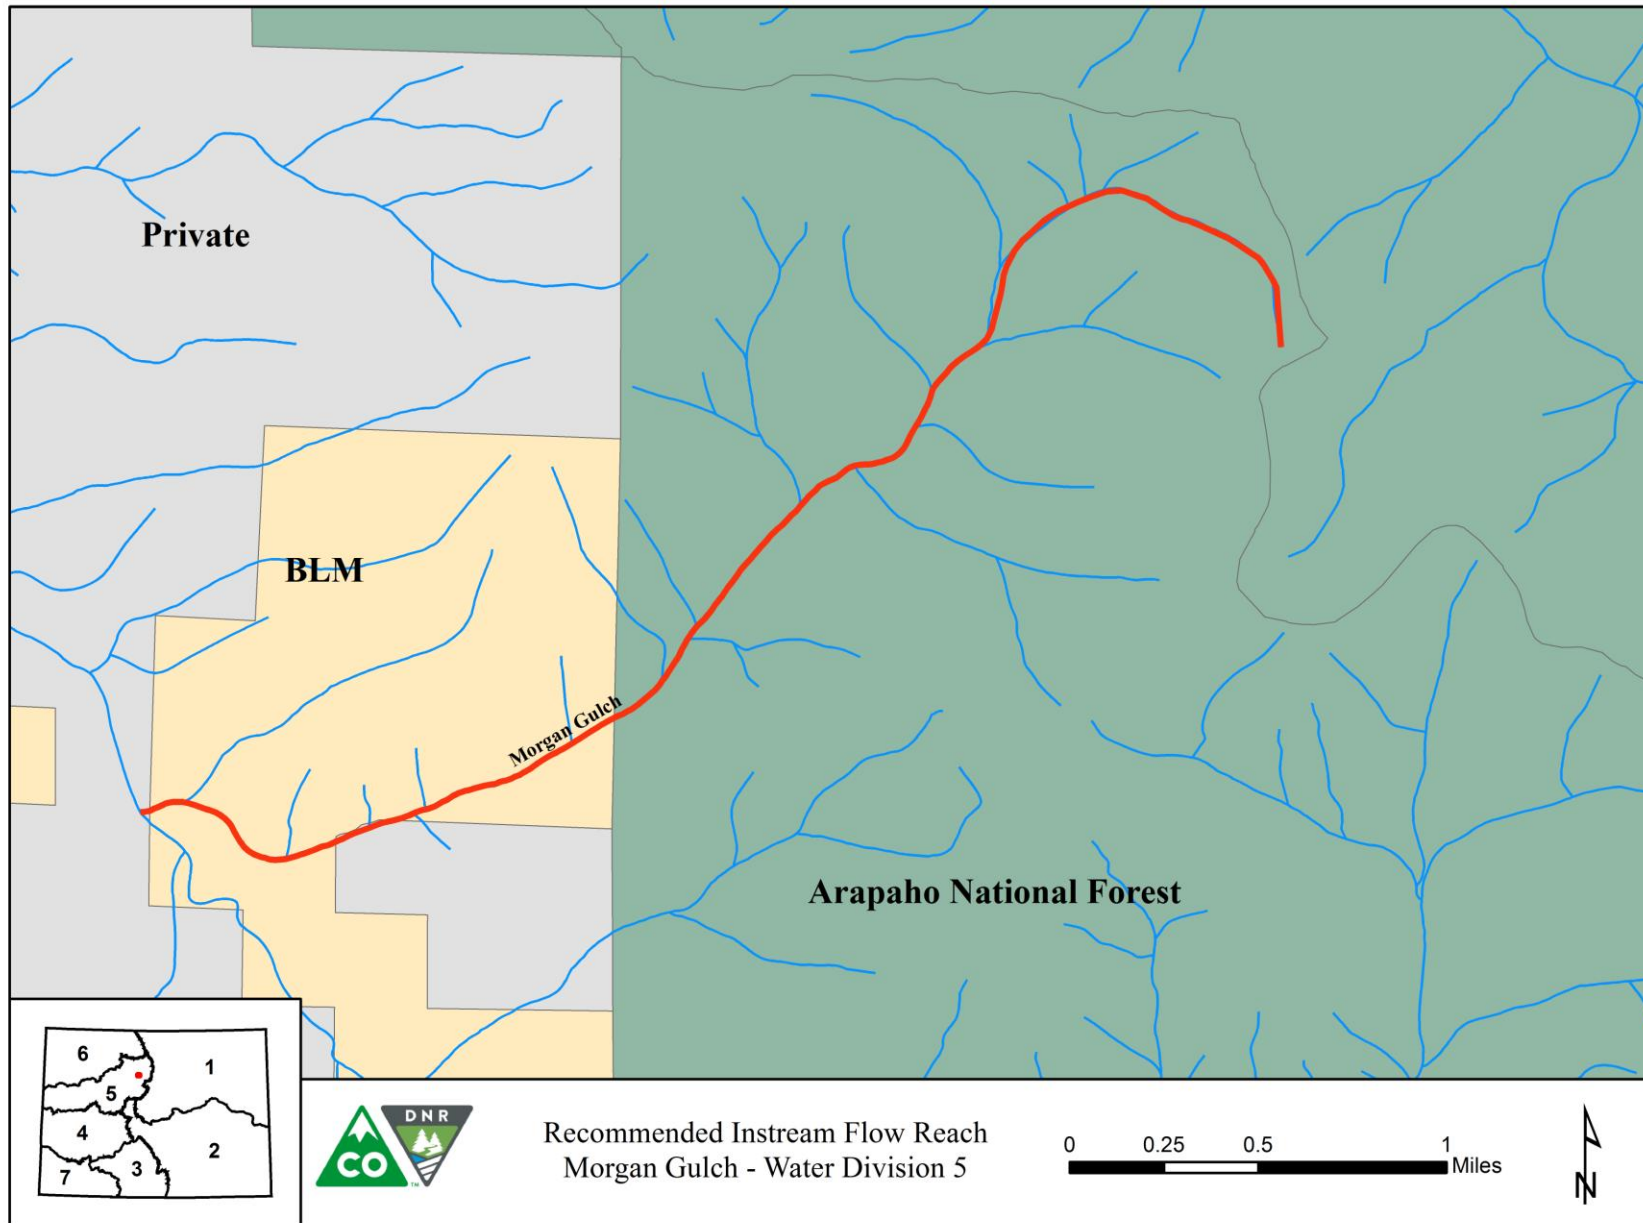 Private
BLM
Morgan Gulch
Arapaho National Forest
6
1
5
4
2
3
7
CO
TM
DNR
Recommended Instream Flow Reach
Morgan Gulch - Water Division 5
0 0.25 0.5 1
Miles
N